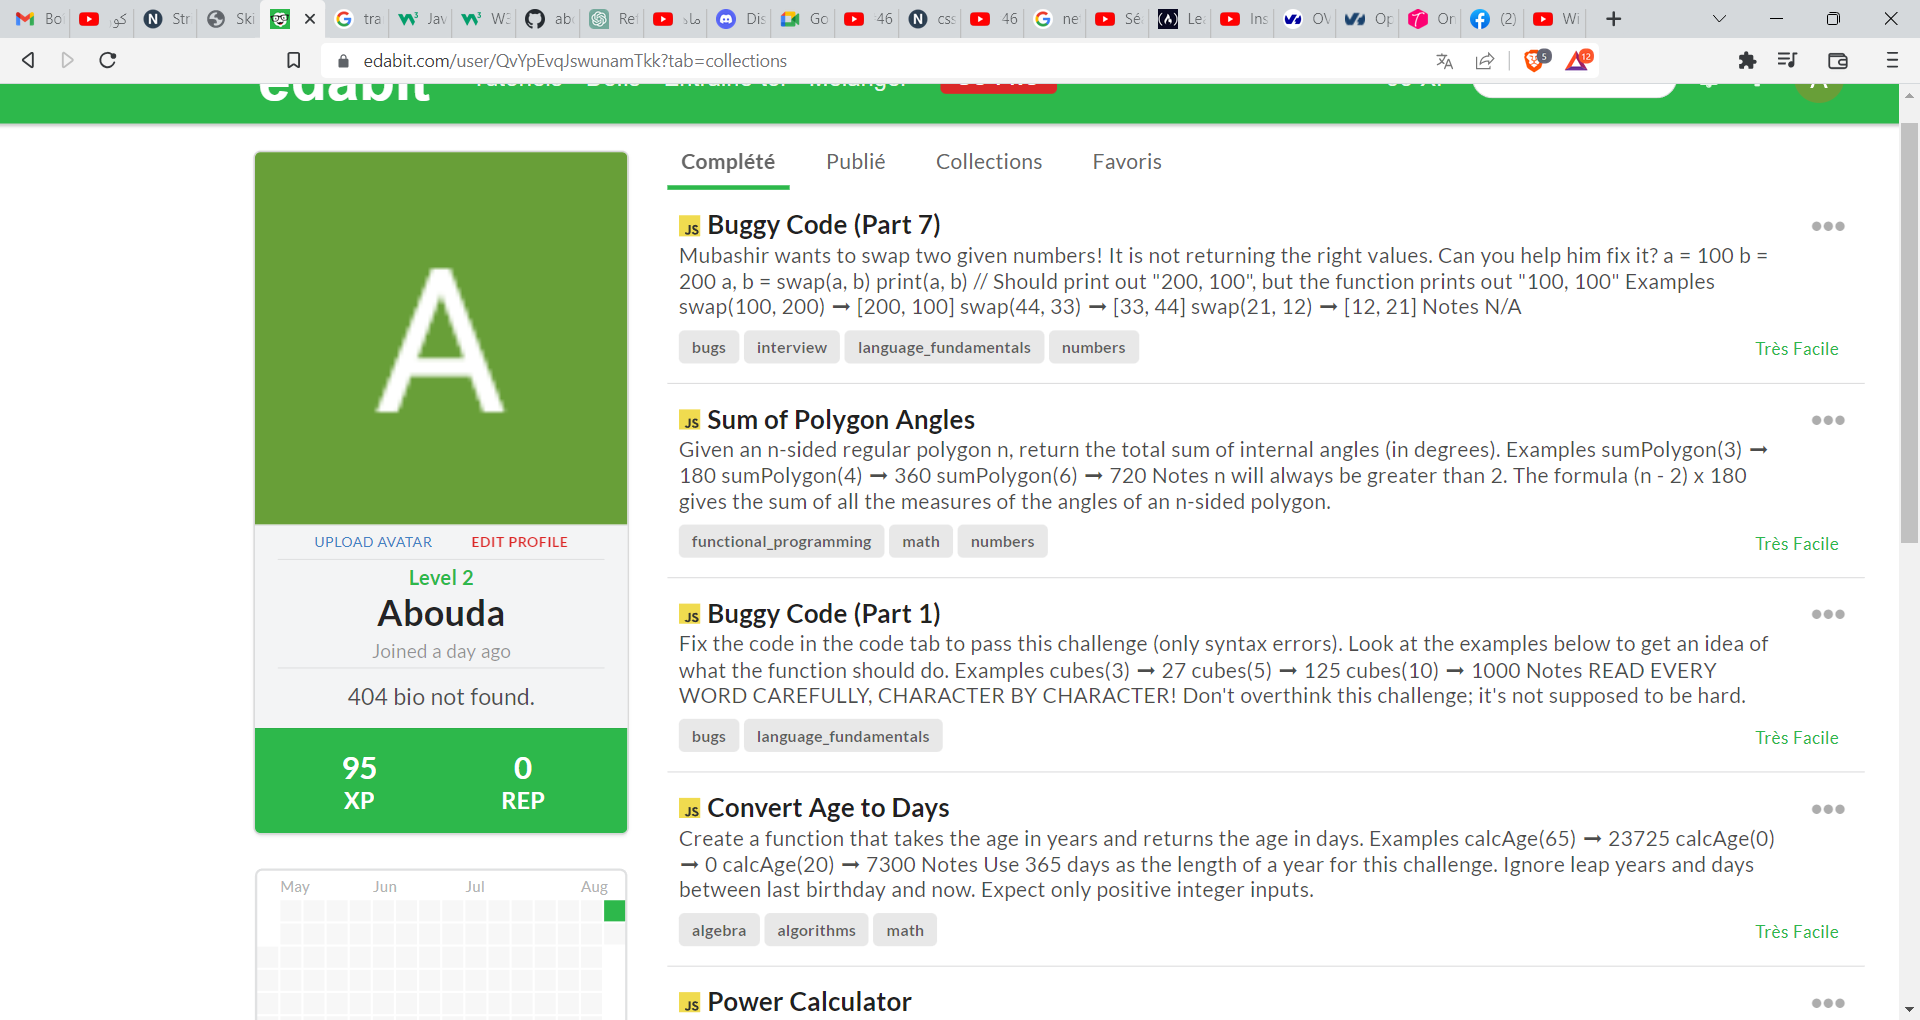 Bo
كور
Str
Ski
tra
Jav
W3
ab
Ref
ماذ
Dis
Go
46
css
46
ne
Sé
Le
Ins
OV
Op
On
(2)
Wi
edabit.com/user/QvYpEvqJswunamTkk?tab=collections
5
12
edabit
Complété
Publié
Collections
Favoris
A
UPLOAD AVATAR
EDIT PROFILE
Level 2
Abouda
Joined a day ago
404 bio not found.
95
XP
0
REP
May
Jun
Jul
Aug
JS Buggy Code (Part 7)
Mubashir wants to swap two given numbers! It is not returning the right values. Can you help him fix it? a = 100 b =
200 a, b = swap(a, b) print(a, b) // Should print out "200, 100", but the function prints out "100, 100" Examples
swap(100, 200) ➞ [200, 100] swap(44, 33) ➞ [33, 44] swap(21, 12) ➞ [12, 21] Notes N/A
bugs
interview
language_fundamentals
numbers
Très Facile
JS Sum of Polygon Angles
Given an n-sided regular polygon n, return the total sum of internal angles (in degrees). Examples sumPolygon(3) ➞
180 sumPolygon(4) ➞ 360 sumPolygon(6) ➞ 720 Notes n will always be greater than 2. The formula (n - 2) x 180
gives the sum of all the measures of the angles of an n-sided polygon.
functional_programming
math
numbers
Très Facile
JS Buggy Code (Part 1)
Fix the code in the code tab to pass this challenge (only syntax errors). Look at the examples below to get an idea of
what the function should do. Examples cubes(3) ➞ 27 cubes(5) ➞ 125 cubes(10) ➞ 1000 Notes READ EVERY
WORD CAREFULLY, CHARACTER BY CHARACTER! Don't overthink this challenge; it's not supposed to be hard.
bugs
language_fundamentals
Très Facile
JS Convert Age to Days
Create a function that takes the age in years and returns the age in days. Examples calcAge(65) ➞ 23725 calcAge(0)
➞ 0 calcAge(20) ➞ 7300 Notes Use 365 days as the length of a year for this challenge. Ignore leap years and days
between last birthday and now. Expect only positive integer inputs.
algebra
algorithms
math
Très Facile
JS Power Calculator